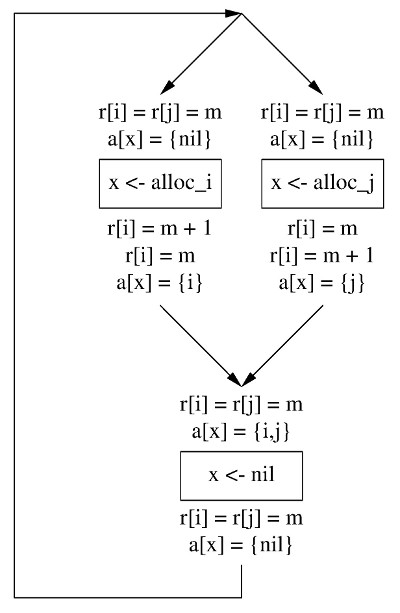 r[i] = r[j] = m
a[x] = {nil}
x <- alloc_i
r[i] = m + 1
r[i] = m
a[x] = {i}
r[i] = r[j] = m
a[x] = {nil}
x <- alloc_j
r[i] = m
r[i] = m + 1
a[x] = {j}
r[i] = r[j] = m
a[x] = {i,j}
x <- nil
r[i] = r[j] = m
a[x] = {nil}